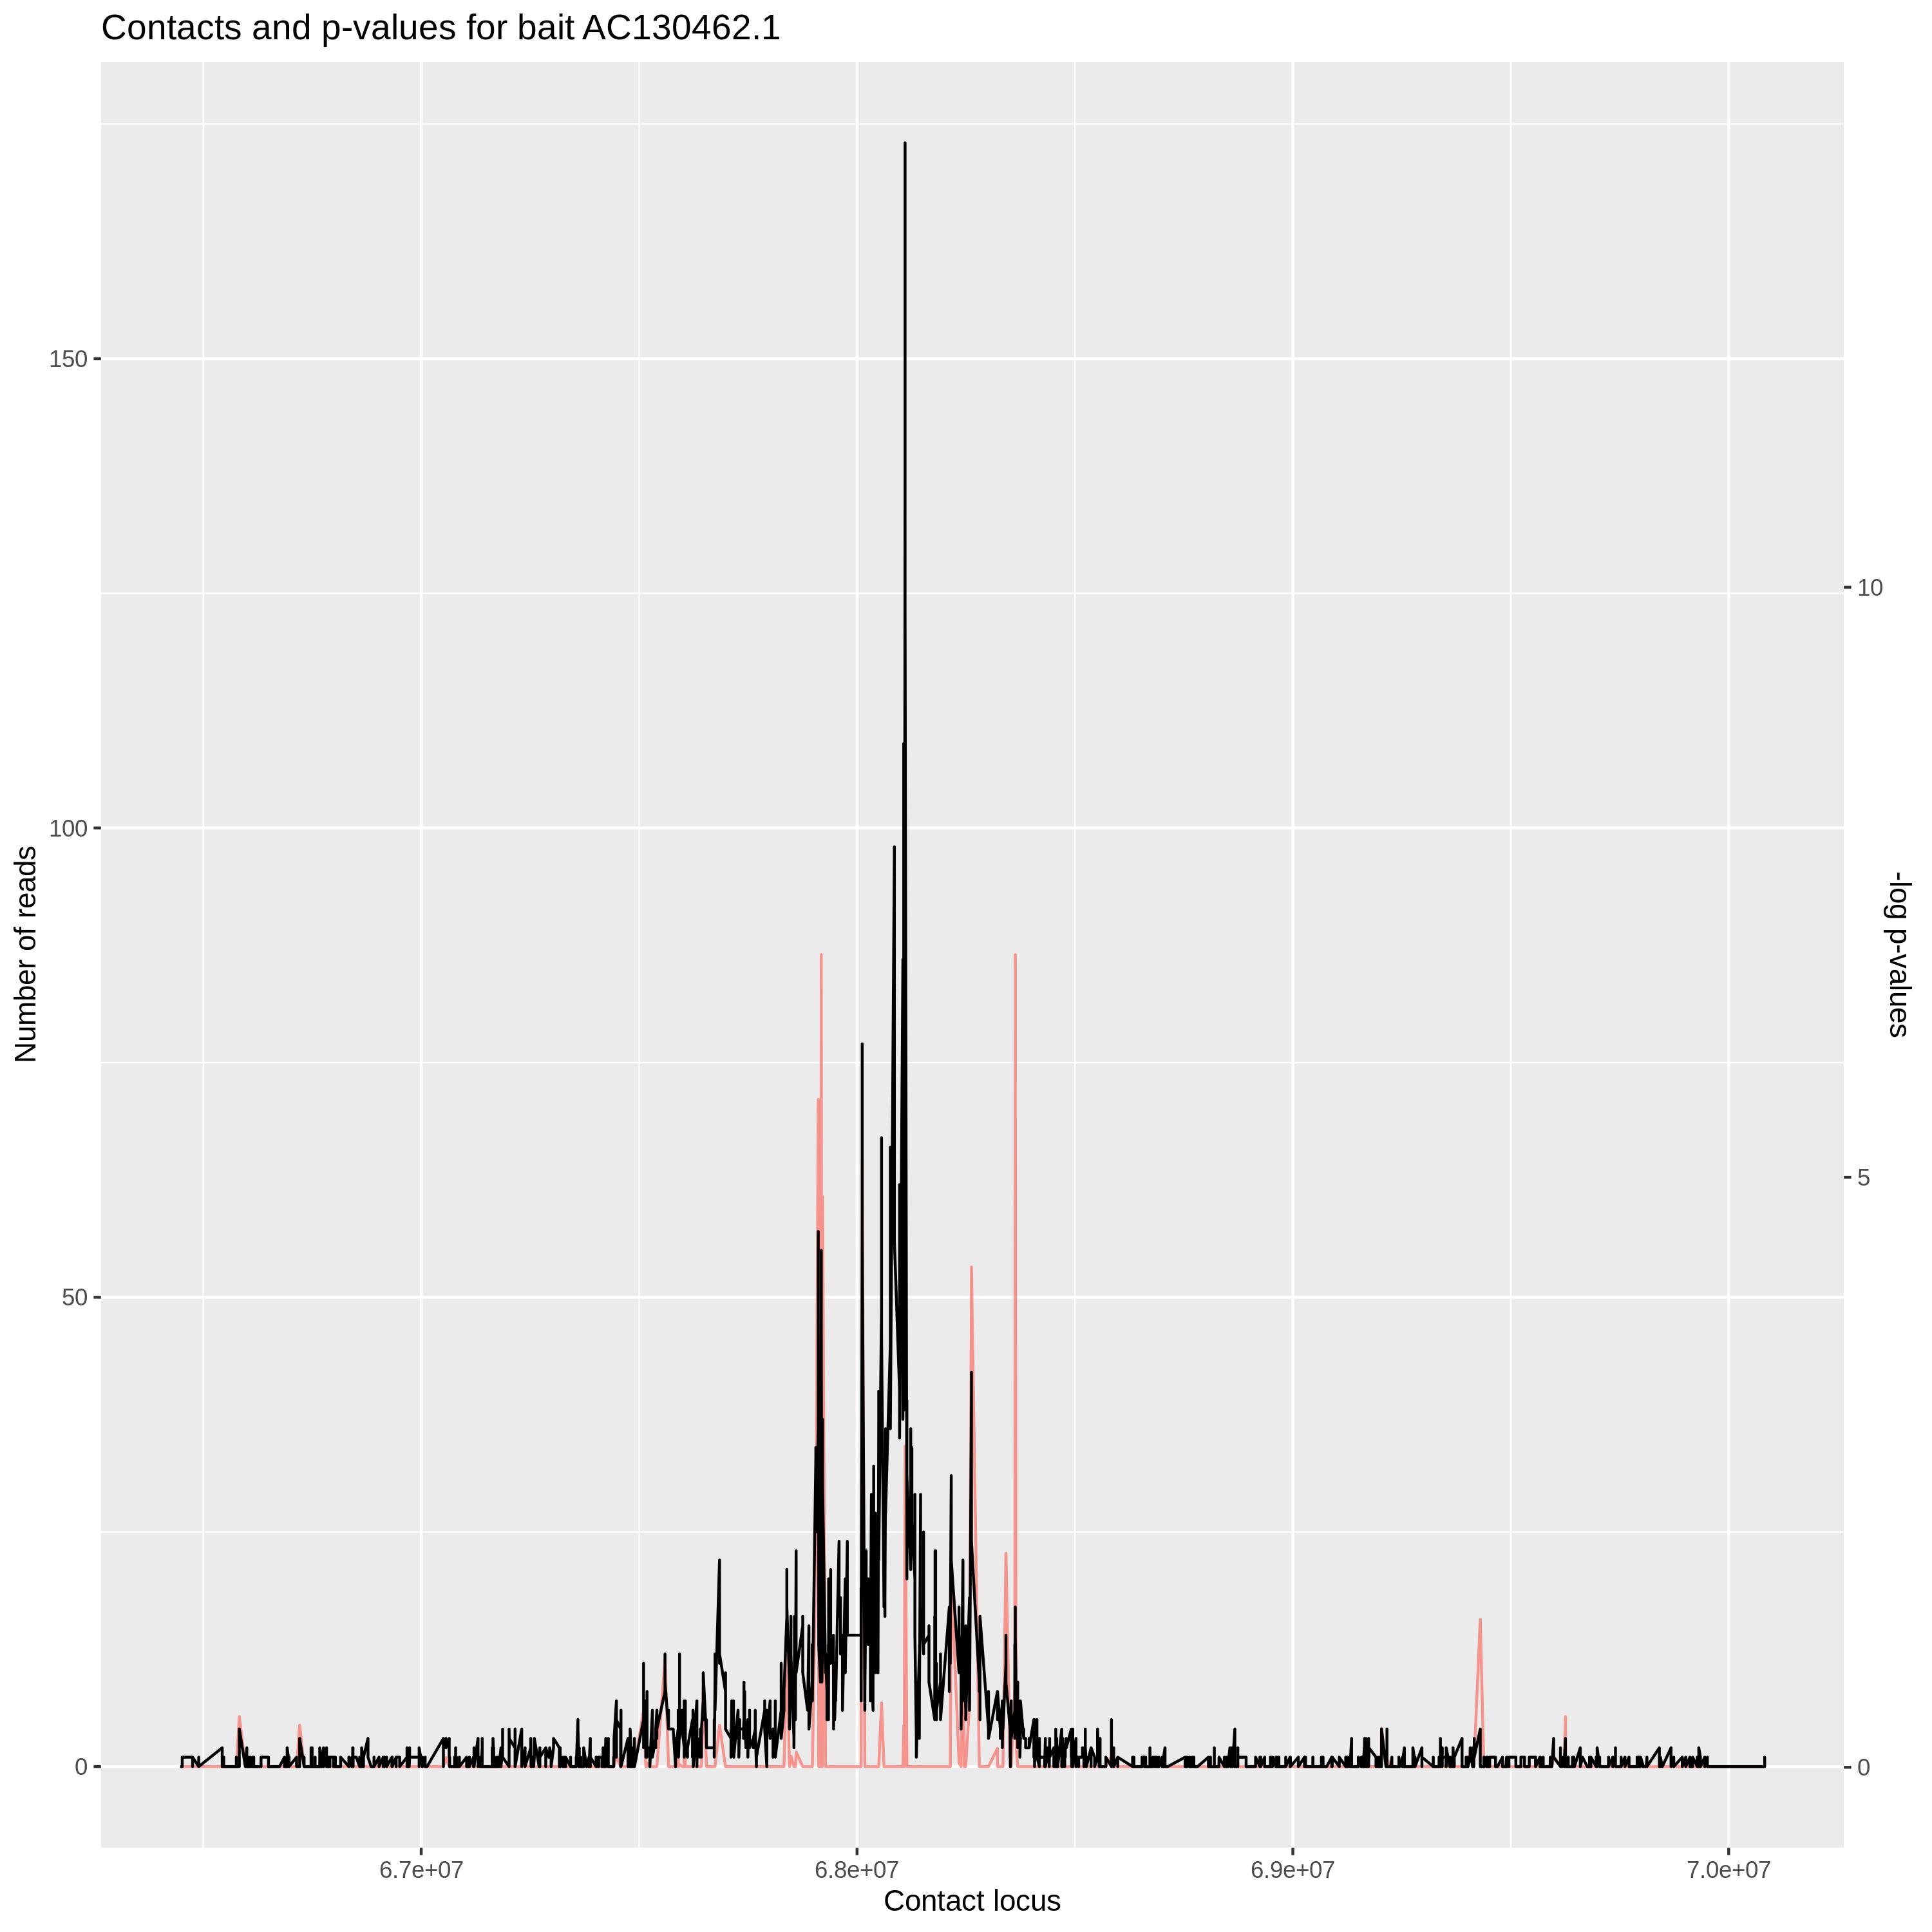 Contacts and p-values for bait AC130462.1
150
100
50
0
Number of reads
10
5
0
-log p-values
6.7e+07
6.8e+07
6.9e+07
7.0e+07
Contact locus